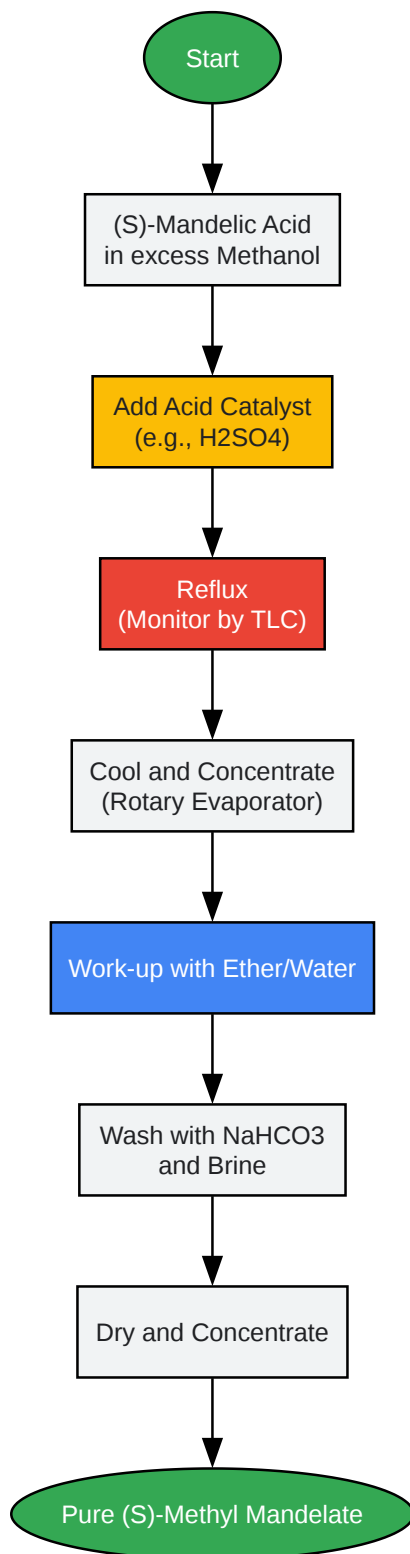 Start
(S)-Mandelic Acid
in excess Methanol
Add Acid Catalyst
(e.g., H2SO4)
Reflux
(Monitor by TLC)
Cool and Concentrate
(Rotary Evaporator)
Work-up with Ether/Water
Wash with NaHCO3
and Brine
Dry and Concentrate
Pure (S)-Methyl Mandelate